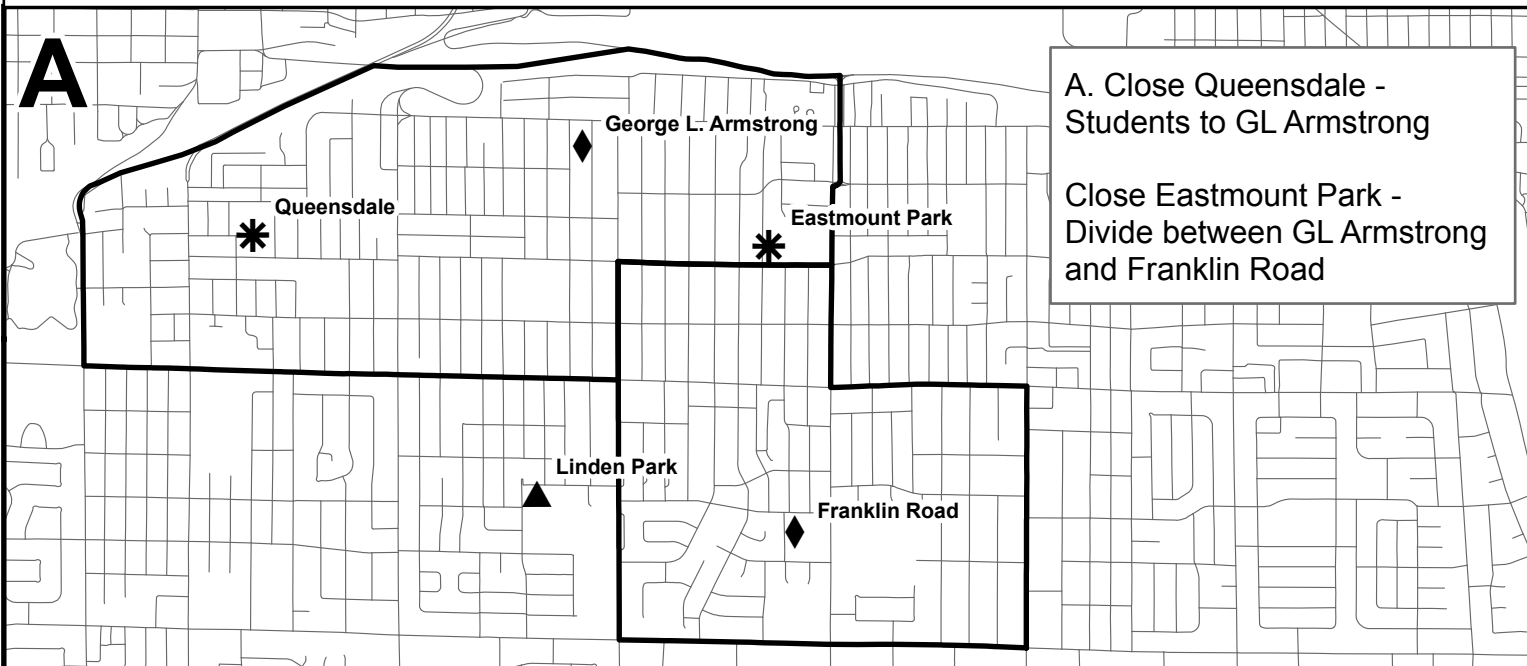 A
A. Close Queensdale -
Students to GL Armstrong
Close Eastmount Park -
Divide between GL Armstrong
and Franklin Road
George L. Armstrong
Queensdale
Eastmount Park
Linden Park
Franklin Road